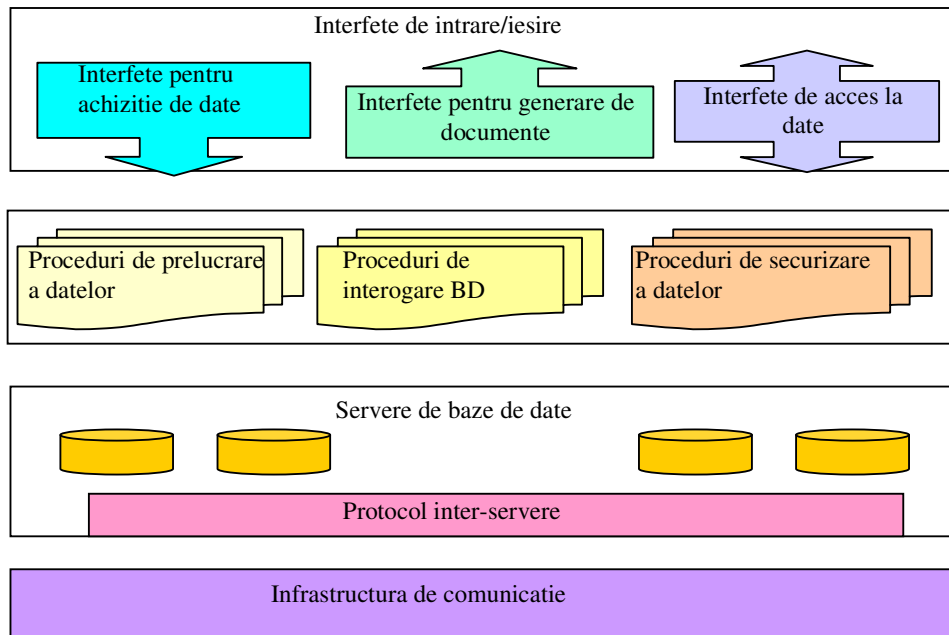 Interfete de intrare/iesire
Interfete pentru
achizitie de date
Interfete pentru generare de
documente
Interfete de acces la
date
Proceduri de prelucrare
a datelor
Proceduri de
interogare BD
Proceduri de securizare
a datelor
Servere de baze de date
Protocol inter-servere
Infrastructura de comunicatie